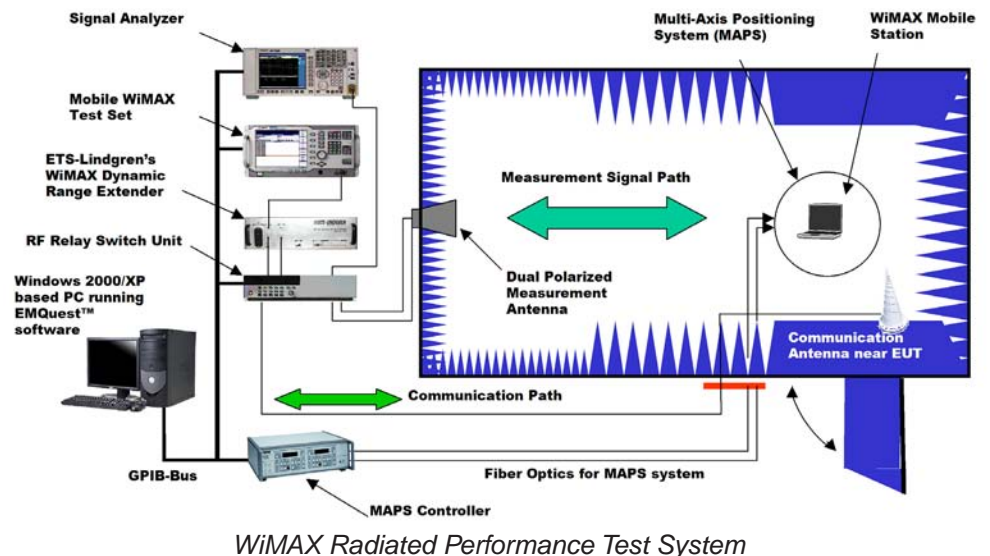 Signal Analyzer
Multi-Axis Positioning
System (MAPS)
WiMAX Mobile
Station
Mobile WiMAX
Test Set
ETS-Lindgren's
WiMAX Dynamic
Range Extender
Measurement Signal Path
RF Relay Switch Unit
Windows 2000/XP
based PC running
EMQuest™
software
Dual Polarized
Measurement
Antenna
Communication
Antenna near EUT
Communication Path
GPIB-Bus
Fiber Optics for MAPS system
MAPS Controller
WiMAX Radiated Performance Test System